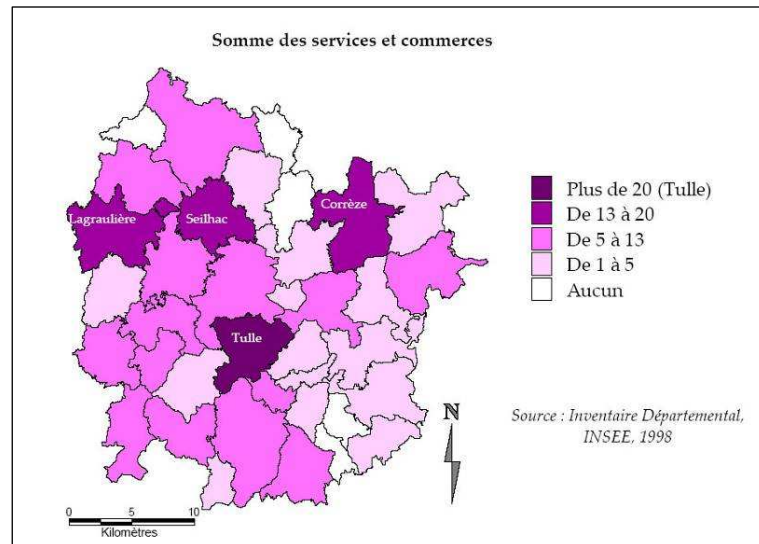 Somme des services et commerces
Lagraulière
Seilhac
Corrèze
Tulle
Plus de 20 (Tulle)
De 13 à 20
De 5 à 13
De 1 à 5
Aucun
N
Source : Inventaire Départemental,
INSEE, 1998
0 5 10
Kilomètres